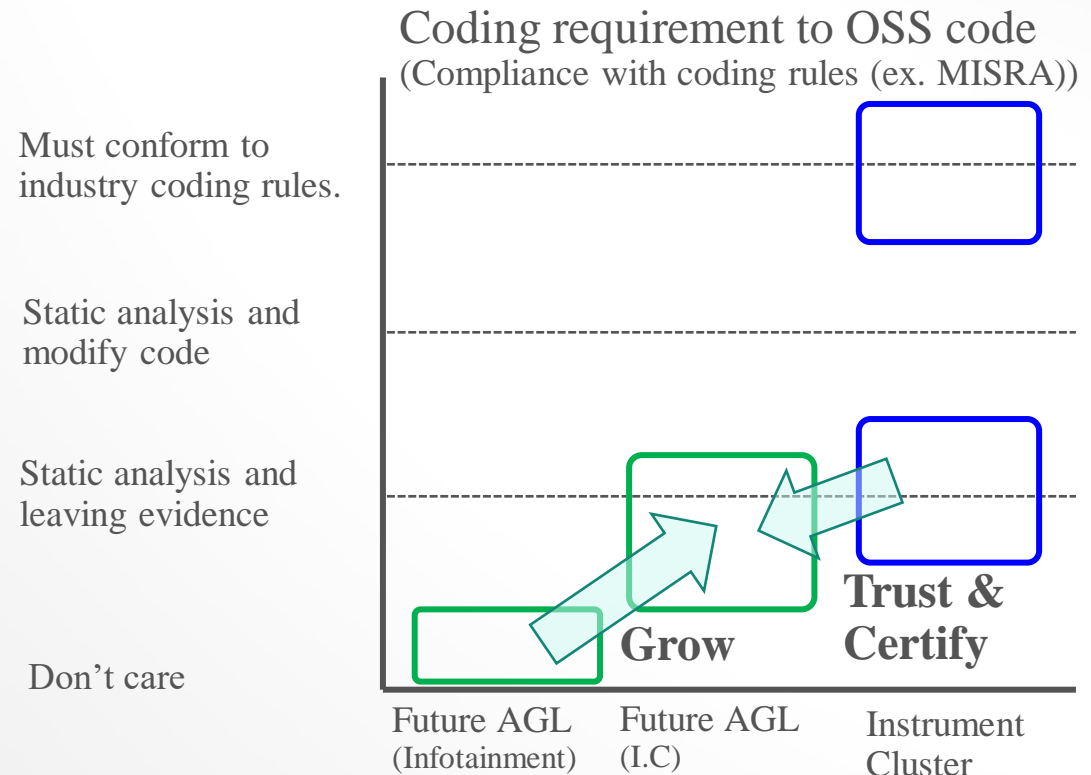 Coding requirement to OSS code
(Compliance with coding rules (ex. MISRA))
Must conform to
industry coding rules.
Static analysis and
modify code
Static analysis and
leaving evidence
Don’t care
Grow
Trust &
Certify
Future AGL
(Infotainment)
Future AGL
(I.C)
Instrument
Cluster